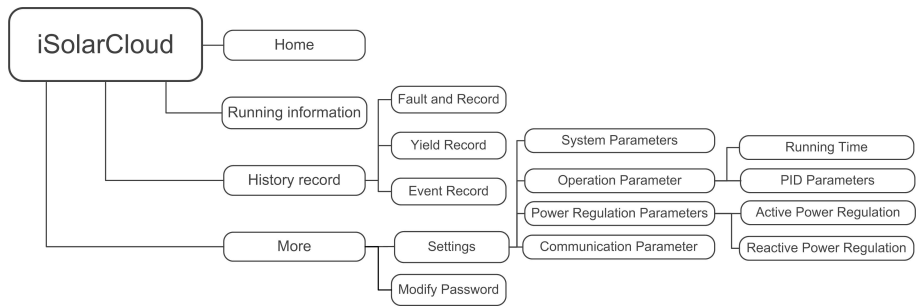 iSolarCloud
Home
Running information
History record
Fault and Record
Yield Record
Event Record
More
Settings
Modify Password
System Parameters
Operation Parameter
Power Regulation Parameters
Communication Parameter
Running Time
PID Parameters
Active Power Regulation
Reactive Power Regulation